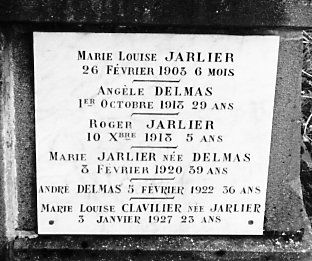 Marie Louise JARLIER
26 Février 1903 6 mois
Angèle DELMAS
1er Octobre 1913 29 ans
Roger JARLIER
10 Xbre 1913 5 ans
Marie JARLIER née DELMAS
3 Février 1920 59 ans
André DELMAS 5 Février 1922 36 ans
Marie Louise CLAVILIER née JARLIER
3 Janvier 1927 23 ans